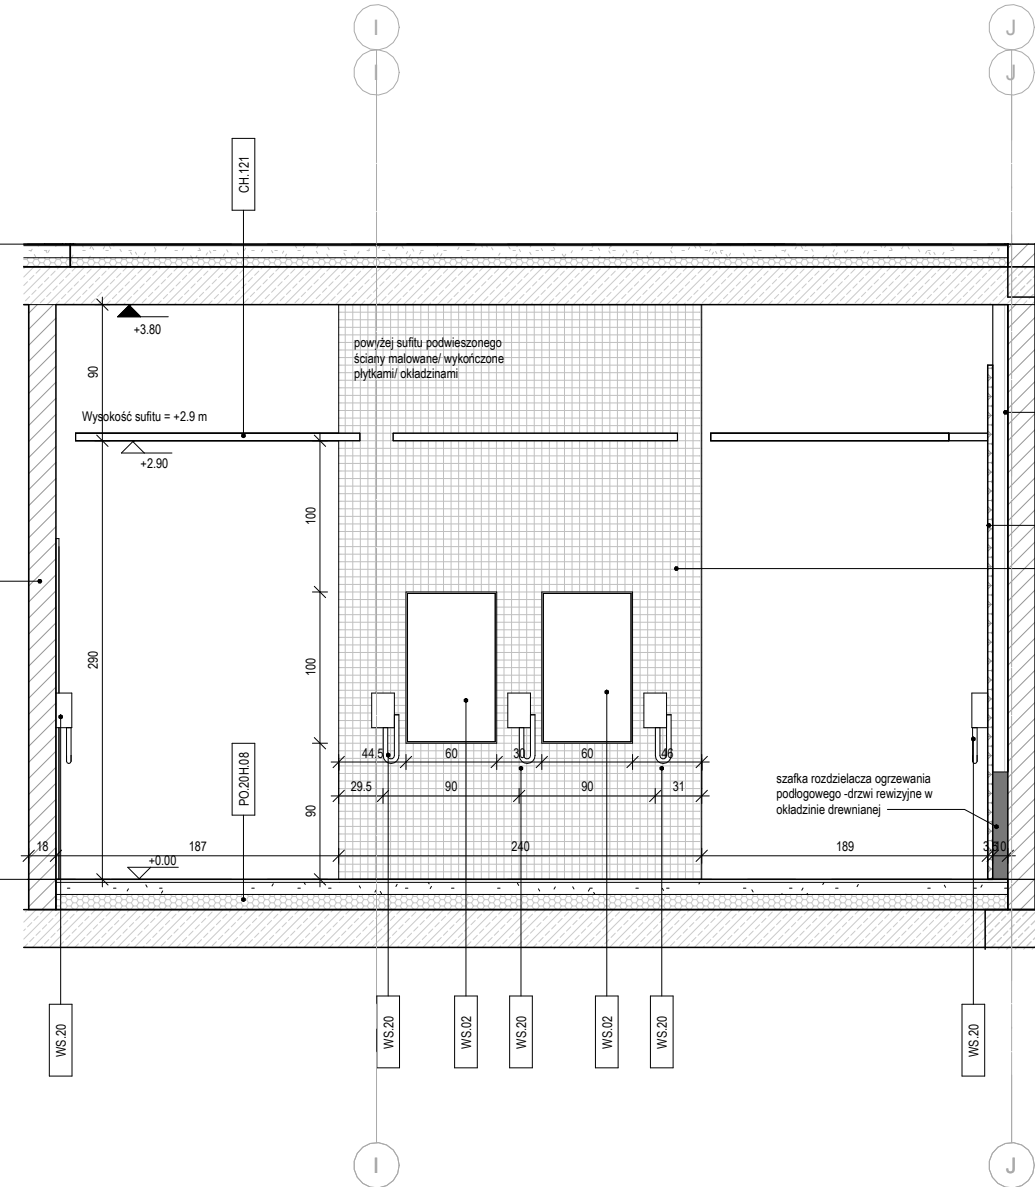 I
J
I
J
CH.121
+3.80
powyżej sufitu podwieszonego
ściany malowane/ wykończone
płytkami/ okładzinami
90
Wysokość sufitu = +2.9 m
+2.90
100
290
100
44.5
60
30
60
46
PO.20H.08
29.5
90
90
31
szafka rozdzielacza ogrzewania
podłogowego -drzwi rewizyjne w
okładzinie drewnianej
90
18
187
240
189
10
+0.00
WS.20
WS.20
WS.02
WS.20
WS.02
WS.20
WS.20
I
J